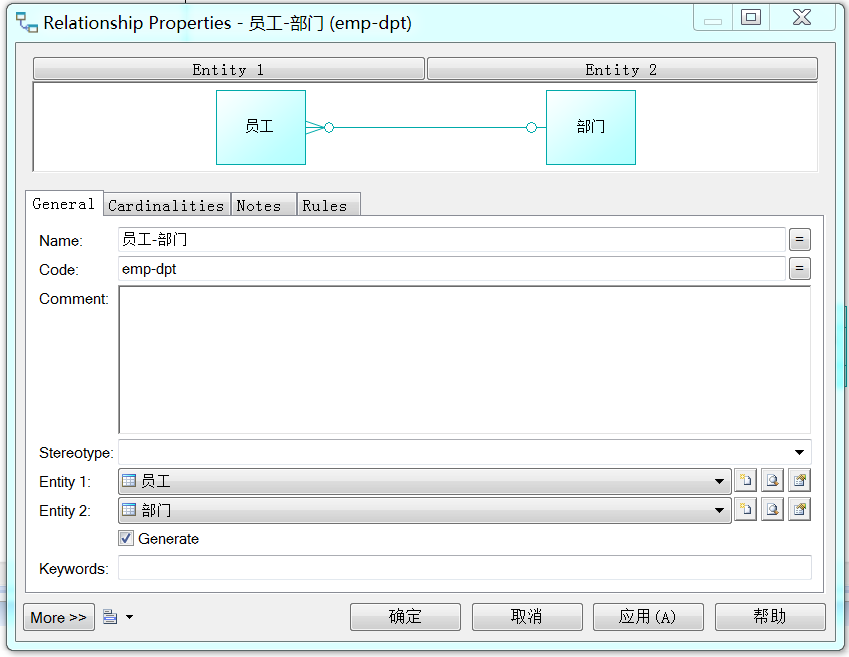 Relationship Properties - 员工-部门 (emp-dpt)
Entity 1 Entity 2
员工 部门
General Cardinalities Notes Rules
Name: 员工-部门 =
Code: emp-dpt =
Comment:
Stereotype:
Entity 1: 员工
Entity 2: 部门
Generate
Keywords:
More >> 确定 取消 应用(A) 帮助